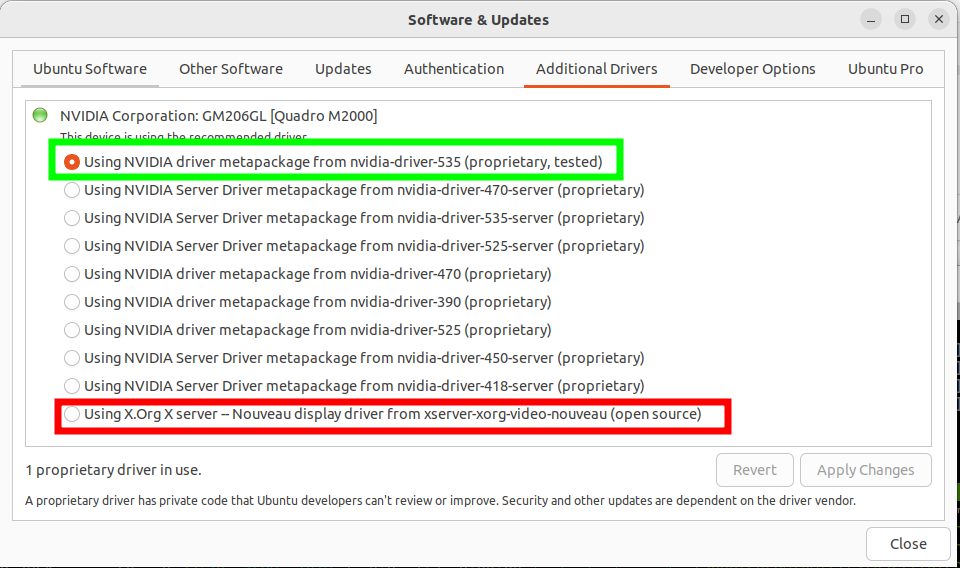 Software & Updates
Ubuntu Software Other Software Updates Authentication Additional Drivers Developer Options Ubuntu Pro
NVIDIA Corporation: GM206GL [Quadro M2000]
This device is using the recommended driver.
Using NVIDIA driver metapackage from nvidia-driver-535 (proprietary, tested)
Using NVIDIA Server Driver metapackage from nvidia-driver-470-server (proprietary)
Using NVIDIA Server Driver metapackage from nvidia-driver-535-server (proprietary)
Using NVIDIA Server Driver metapackage from nvidia-driver-525-server (proprietary)
Using NVIDIA driver metapackage from nvidia-driver-470 (proprietary)
Using NVIDIA driver metapackage from nvidia-driver-390 (proprietary)
Using NVIDIA driver metapackage from nvidia-driver-525 (proprietary)
Using NVIDIA Server Driver metapackage from nvidia-driver-450-server (proprietary)
Using NVIDIA Server Driver metapackage from nvidia-driver-418-server (proprietary)
Using X.Org X server -- Nouveau display driver from xserver-xorg-video-nouveau (open source)
1 proprietary driver in use.
Revert Apply Changes
A proprietary driver has private code that Ubuntu developers can't review or improve. Security and other updates are dependent on the driver vendor.
Close